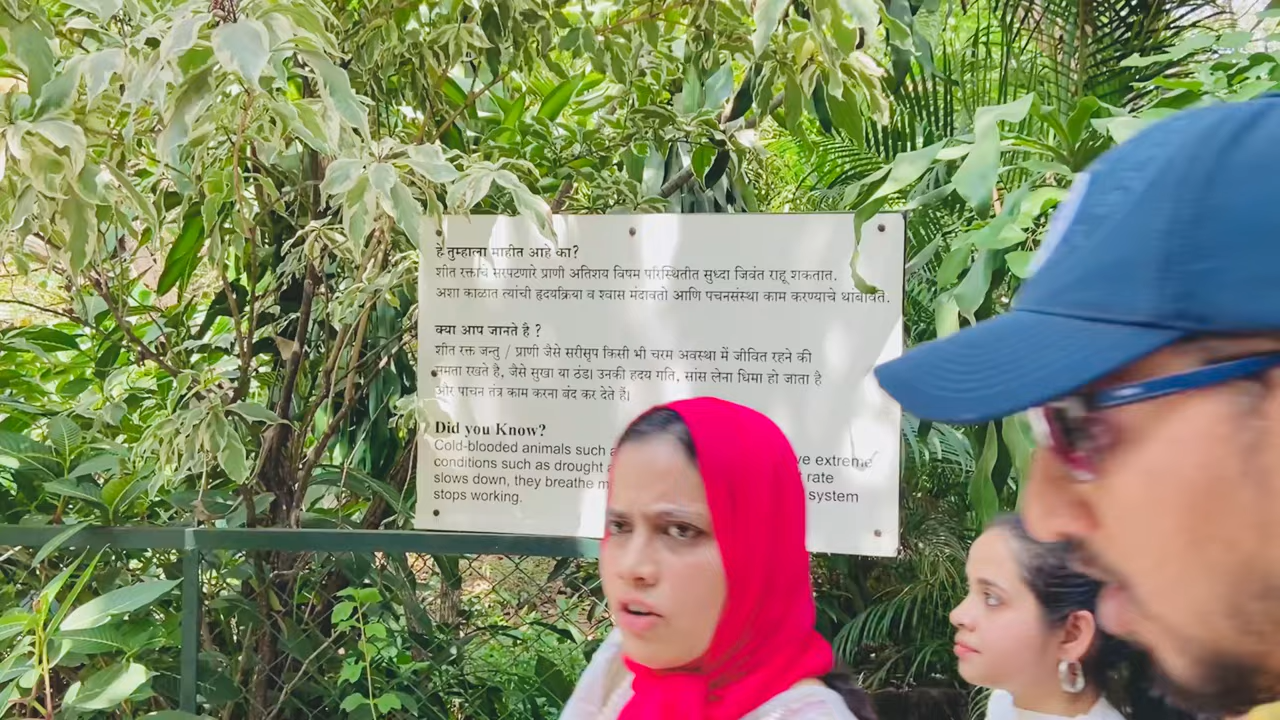 हे तुम्हाला माहीत आहे का?
शीत रक्ताचे सरपटणारे प्राणी अतिशय विषम परिस्थितीत सुध्दा जिवंत राहू शकतात.
अशा काळात त्यांची हृदयक्रिया व श्वास मंदावतो आणि पचनसंस्था काम करण्याचे थांबवते.
क्या आप जानते है ?
शीत रक्त जन्तु / प्राणी जैसे सरीसृप किसी भी चरम अवस्था में जीवित रहने की
क्षमता रखते है, जैसे सुखा या ठंडा उनकी हदय गति, सांस लेना धिमा हो जाता है
और पाचन तंत्र काम करना बंद कर देते हैं।
Did you Know?
Cold-blooded animals such extreme
conditions such as drought rate
slows down, they breathe system
stops working.